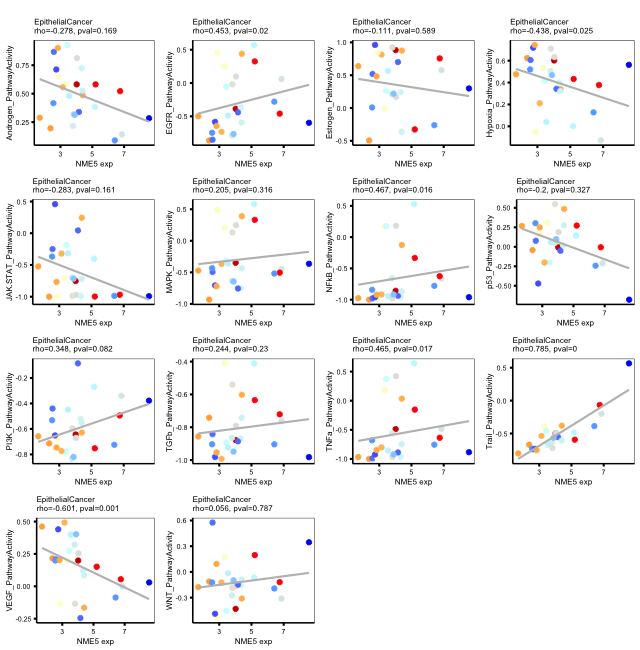 EpithelialCancer
rho=-0.278, pval=0.169
Androgen_PathwayActivity
0.75
0.50
0.25
3
5
7
NME5 exp
EpithelialCancer
rho=0.453, pval=0.02
EGFR_PathwayActivity
0.5
0.0
-0.5
3
5
7
NME5 exp
EpithelialCancer
rho=-0.111, pval=0.589
Estrogen_PathwayActivity
1.0
0.5
0.0
-0.5
3
5
7
NME5 exp
EpithelialCancer
rho=-0.438, pval=0.025
Hypoxia_PathwayActivity
0.6
0.4
0.2
0.0
3
5
7
NME5 exp
EpithelialCancer
rho=-0.283, pval=0.161
JAK-STAT_PathwayActivity
0.5
0.0
-0.5
-1.0
3
5
7
NME5 exp
EpithelialCancer
rho=0.205, pval=0.316
MAPK_PathwayActivity
0.5
0.0
-0.5
-1.0
3
5
7
NME5 exp
EpithelialCancer
rho=0.467, pval=0.016
NFkB_PathwayActivity
0.5
0.0
-0.5
-1.0
3
5
7
NME5 exp
EpithelialCancer
rho=-0.2, pval=0.327
p53_PathwayActivity
0.50
0.25
0.00
-0.25
-0.50
3
5
7
NME5 exp
EpithelialCancer
rho=0.348, pval=0.082
PI3K_PathwayActivity
-0.2
-0.4
-0.6
-0.8
3
5
7
NME5 exp
EpithelialCancer
rho=0.244, pval=0.23
TGFb_PathwayActivity
-0.4
-0.6
-0.8
-1.0
3
5
7
NME5 exp
EpithelialCancer
rho=0.465, pval=0.017
TNFa_PathwayActivity
0.5
0.0
-0.5
-1.0
3
5
7
NME5 exp
EpithelialCancer
rho=0.785, pval=0
Trail_PathwayActivity
0.5
0.0
-0.5
3
5
7
NME5 exp
EpithelialCancer
rho=-0.601, pval=0.001
VEGF_PathwayActivity
0.50
0.25
0.00
-0.25
3
5
7
NME5 exp
EpithelialCancer
rho=0.056, pval=0.787
WNT_PathwayActivity
0.6
0.3
0.0
-0.3
-0.6
3
5
7
NME5 exp